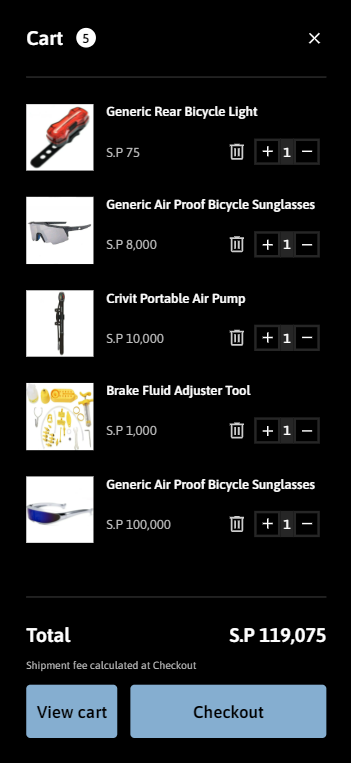 Cart 5
Generic Rear Bicycle Light
S.P 75
+ 1 −
Generic Air Proof Bicycle Sunglasses
S.P 8,000
+ 1 −
Crivit Portable Air Pump
S.P 10,000
+ 1 −
Brake Fluid Adjuster Tool
S.P 1,000
+ 1 −
Generic Air Proof Bicycle Sunglasses
S.P 100,000
+ 1 −
Total S.P 119,075
Shipment fee calculated at Checkout
View cart Checkout